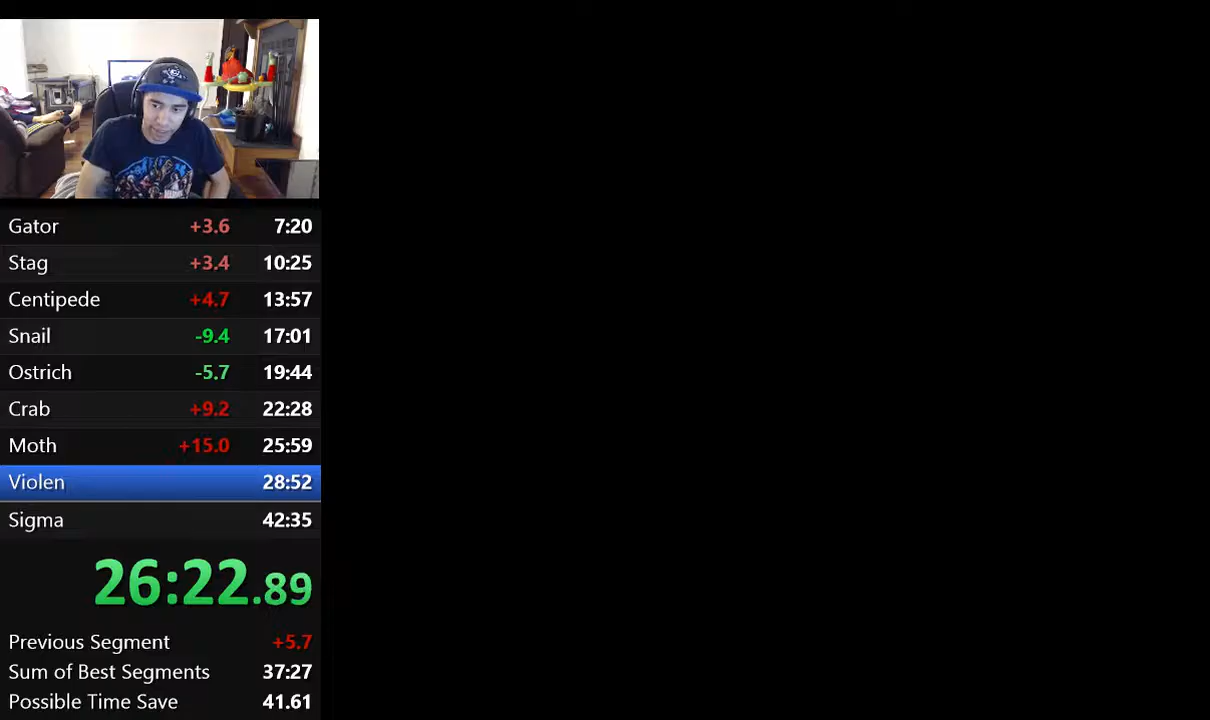 Gator +3.6 7:20
Stag +3.4 10:25
Centipede +4.7 13:57
Snail -9.4 17:01
Ostrich -5.7 19:44
Crab +9.2 22:28
Moth +15.0 25:59
Violen 28:52
Sigma 42:35
26:22.89
Previous Segment +5.7
Sum of Best Segments 37:27
Possible Time Save 41.61